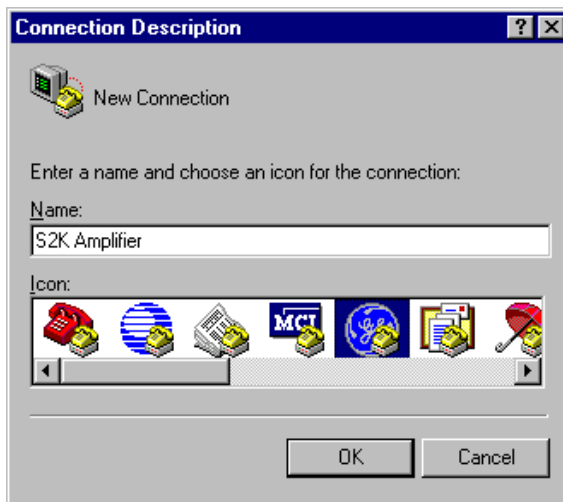 Connection Description
New Connection
Enter a name and choose an icon for the connection:
Name:
S2K Amplifier
Icon:
MCI
OK
Cancel